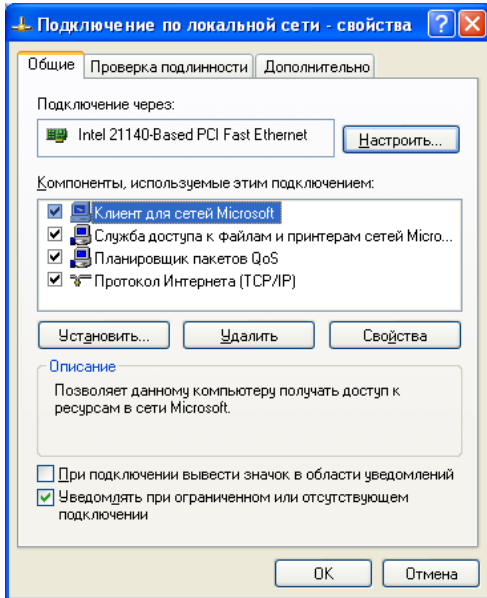 Подключение по локальной сети - свойства
Общие Проверка подлинности Дополнительно
Подключение через:
Intel 21140-Based PCI Fast Ethernet Настроить...
Компоненты, используемые этим подключением:
Клиент для сетей Microsoft
Служба доступа к файлам и принтерам сетей Micro...
Планировщик пакетов QoS
Протокол Интернета (TCP/IP)
Установить... Удалить Свойства
Описание
Позволяет данному компьютеру получать доступ к
ресурсам в сети Microsoft.
При подключении вывести значок в области уведомлений
Уведомлять при ограниченном или отсутствующем
подключении
OK Отмена